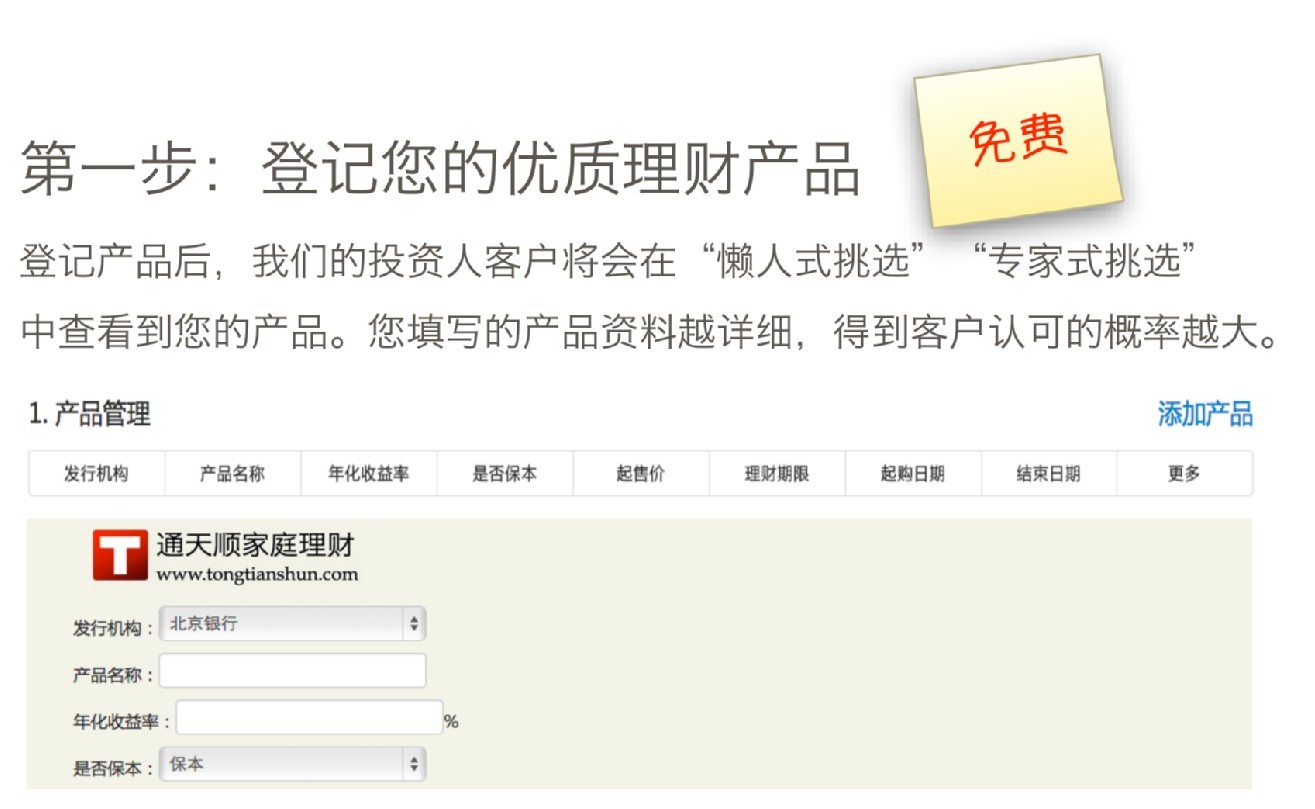 免费
第一步：登记您的优质理财产品
登记产品后，我们的投资人客户将会在“懒人式挑选”“专家式挑选”
中查看到您的产品。您填写的产品资料越详细，得到客户认可的概率越大。
1. 产品管理 添加产品
发行机构 产品名称 年化收益率 是否保本 起售价 理财期限 起购日期 结束日期 更多
T 通天顺家庭理财
www.tongtianshun.com
发行机构： 北京银行
产品名称：
年化收益率： %
是否保本： 保本